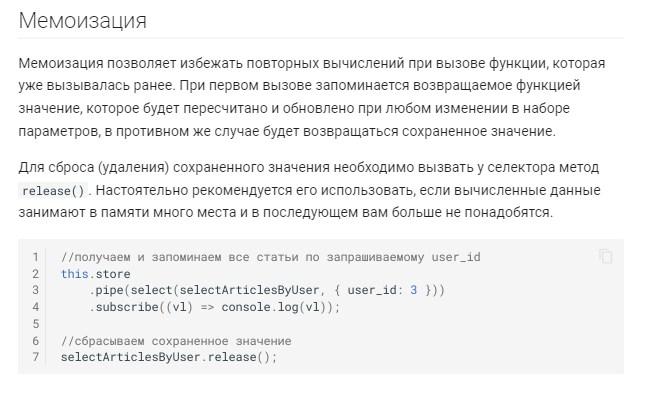 Мемоизация
Мемоизация позволяет избежать повторных вычислений при вызове функции, которая
уже вызывалась ранее. При первом вызове запоминается возвращаемое функцией
значение, которое будет пересчитано и обновлено при любом изменении в наборе
параметров, в противном же случае будет возвращаться сохраненное значение.
Для сброса (удаления) сохраненного значения необходимо вызвать у селектора метод
release(). Настоятельно рекомендуется его использовать, если вычисленные данные
занимают в памяти много места и в последующем вам больше не понадобятся.
1 //получаем и запоминаем все статьи по запрашиваемому user_id
2 this.store
3     .pipe(select(selectArticlesByUser, { user_id: 3 }))
4     .subscribe((vl) => console.log(vl));
5
6 //сбрасываем сохраненное значение
7 selectArticlesByUser.release();